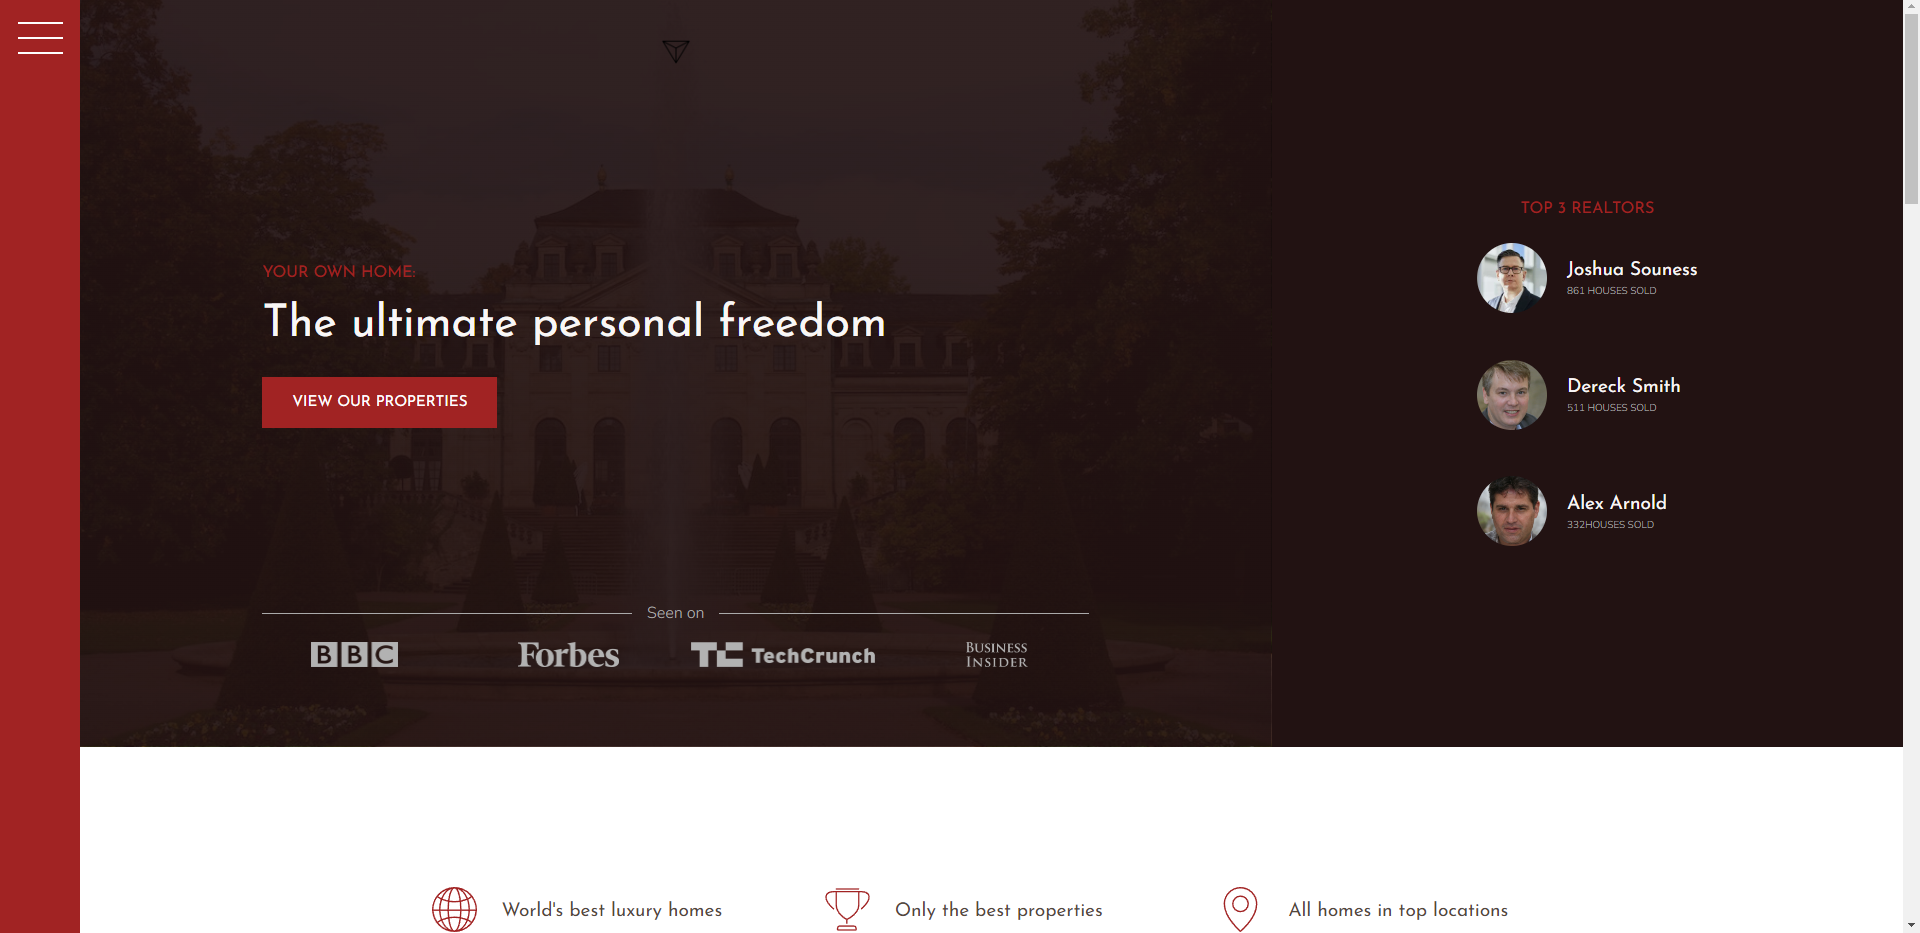 YOUR OWN HOME:
The ultimate personal freedom
VIEW OUR PROPERTIES
Seen on
BBC
Forbes
TC TechCrunch
BUSINESS
INSIDER
TOP 3 REALTORS
Joshua Souness
861 HOUSES SOLD
Dereck Smith
511 HOUSES SOLD
Alex Arnold
332HOUSES SOLD
World's best luxury homes
Only the best properties
All homes in top locations